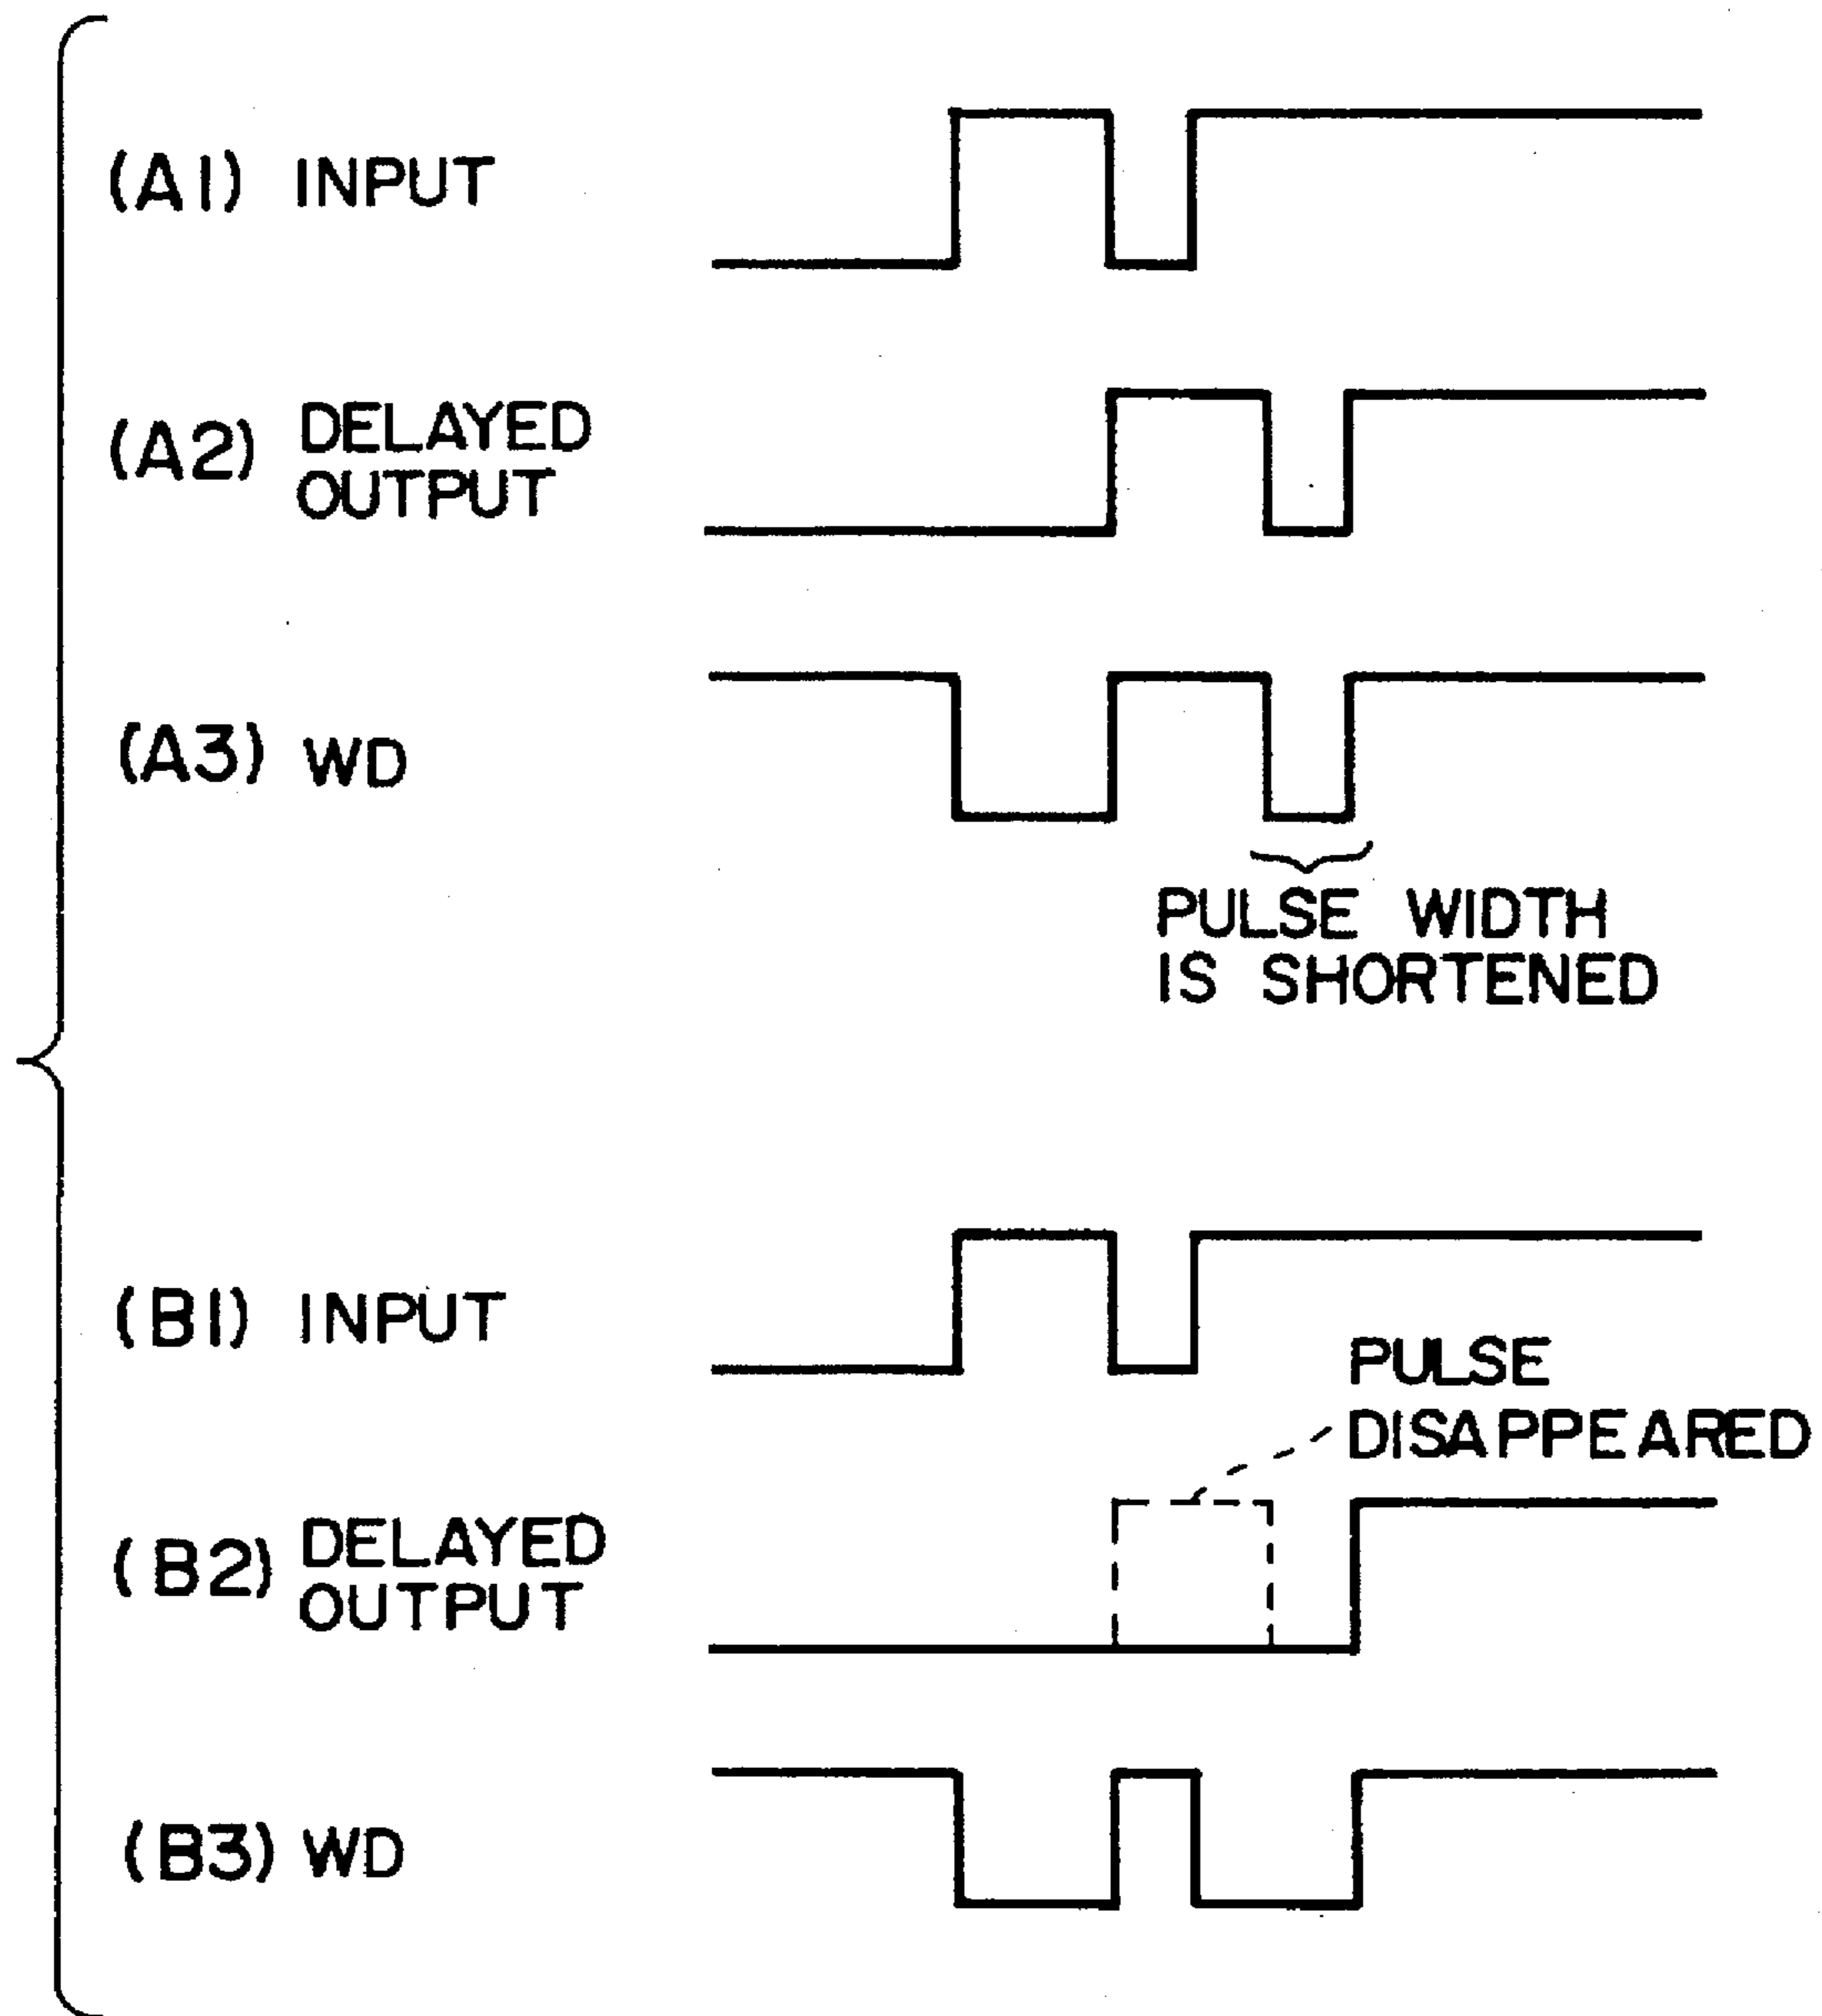 (A1) INPUT
(A2) DELAYED
OUTPUT
(A3) WD
PULSE WIDTH
IS SHORTENED
(B1) INPUT
PULSE
DISAPPEARED
(B2) DELAYED
OUTPUT
(B3) WD